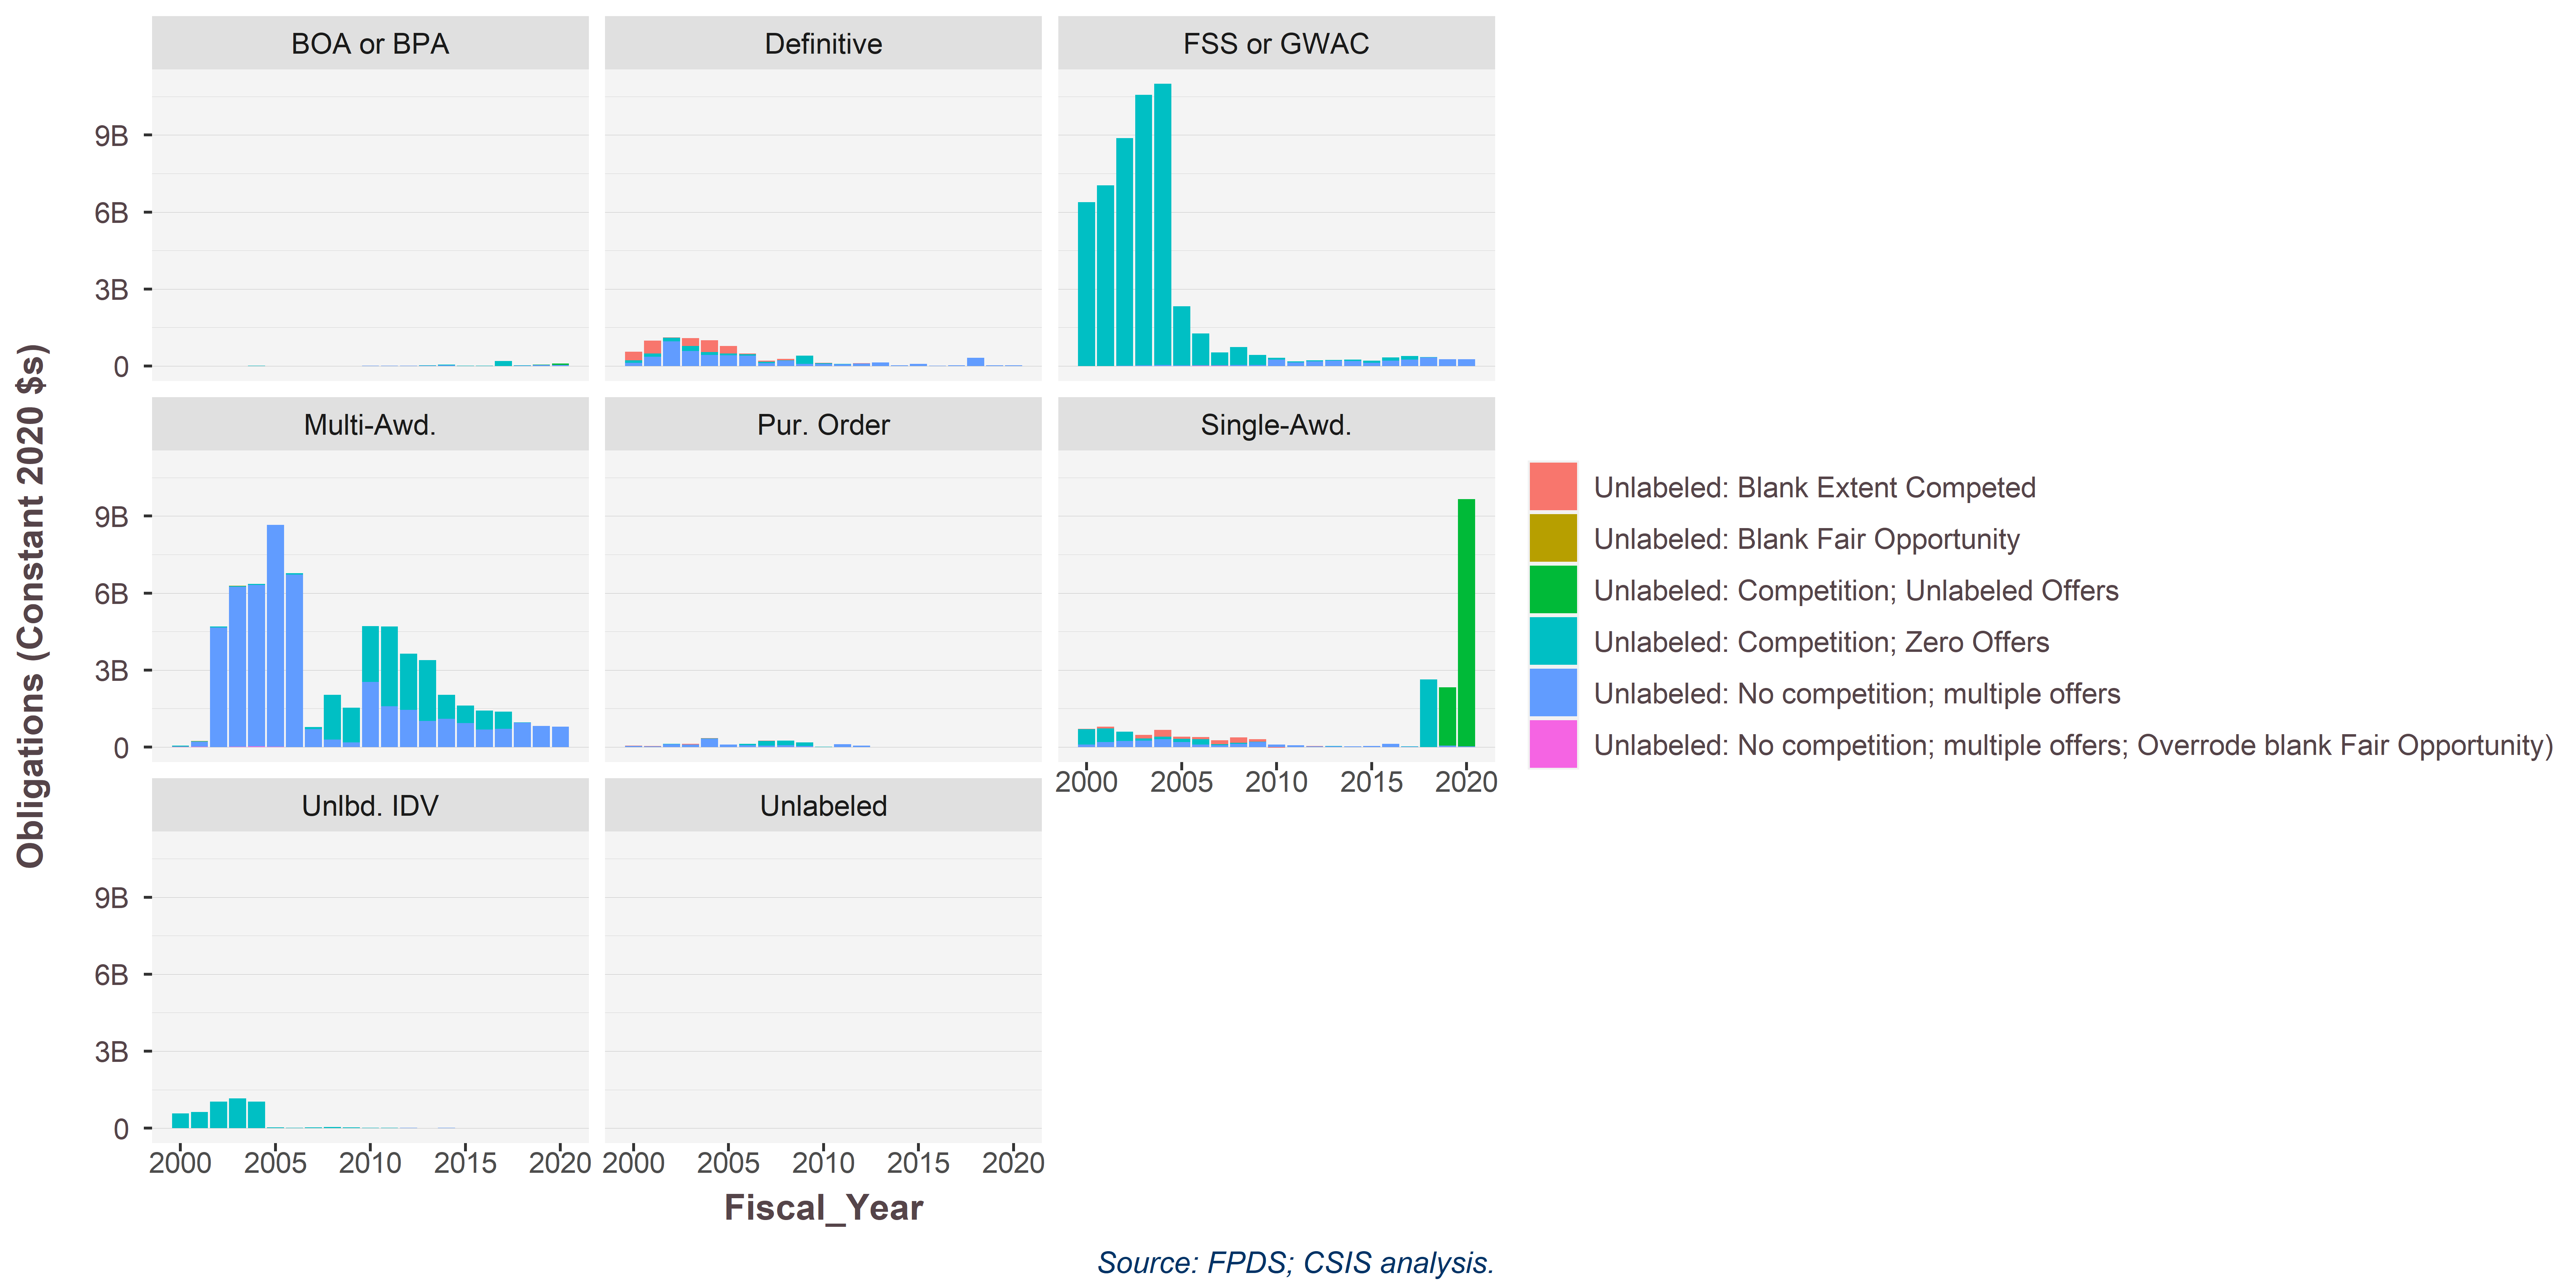 BOA or BPA
Definitive
FSS or GWAC
9B
6B
3B
0
Multi-Awd.
Pur. Order
Single-Awd.
9B
6B
3B
0
2000 2005 2010 2015 2020
Unlbd. IDV
Unlabeled
9B
6B
3B
0
2000 2005 2010 2015 2020
2000 2005 2010 2015 2020
Obligations (Constant 2020 $s)
Fiscal_Year
Unlabeled: Blank Extent Competed
Unlabeled: Blank Fair Opportunity
Unlabeled: Competition; Unlabeled Offers
Unlabeled: Competition; Zero Offers
Unlabeled: No competition; multiple offers
Unlabeled: No competition; multiple offers; Overrode blank Fair Opportunity)
Source: FPDS; CSIS analysis.